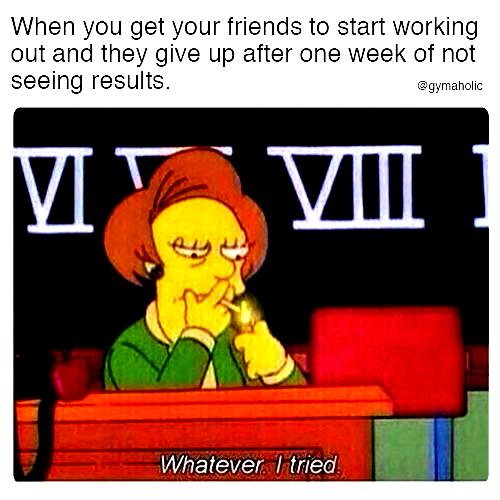 When you get your friends to start working
out and they give up after one week of not
seeing results.
@gymaholic
VI VIII
Whatever. I tried.